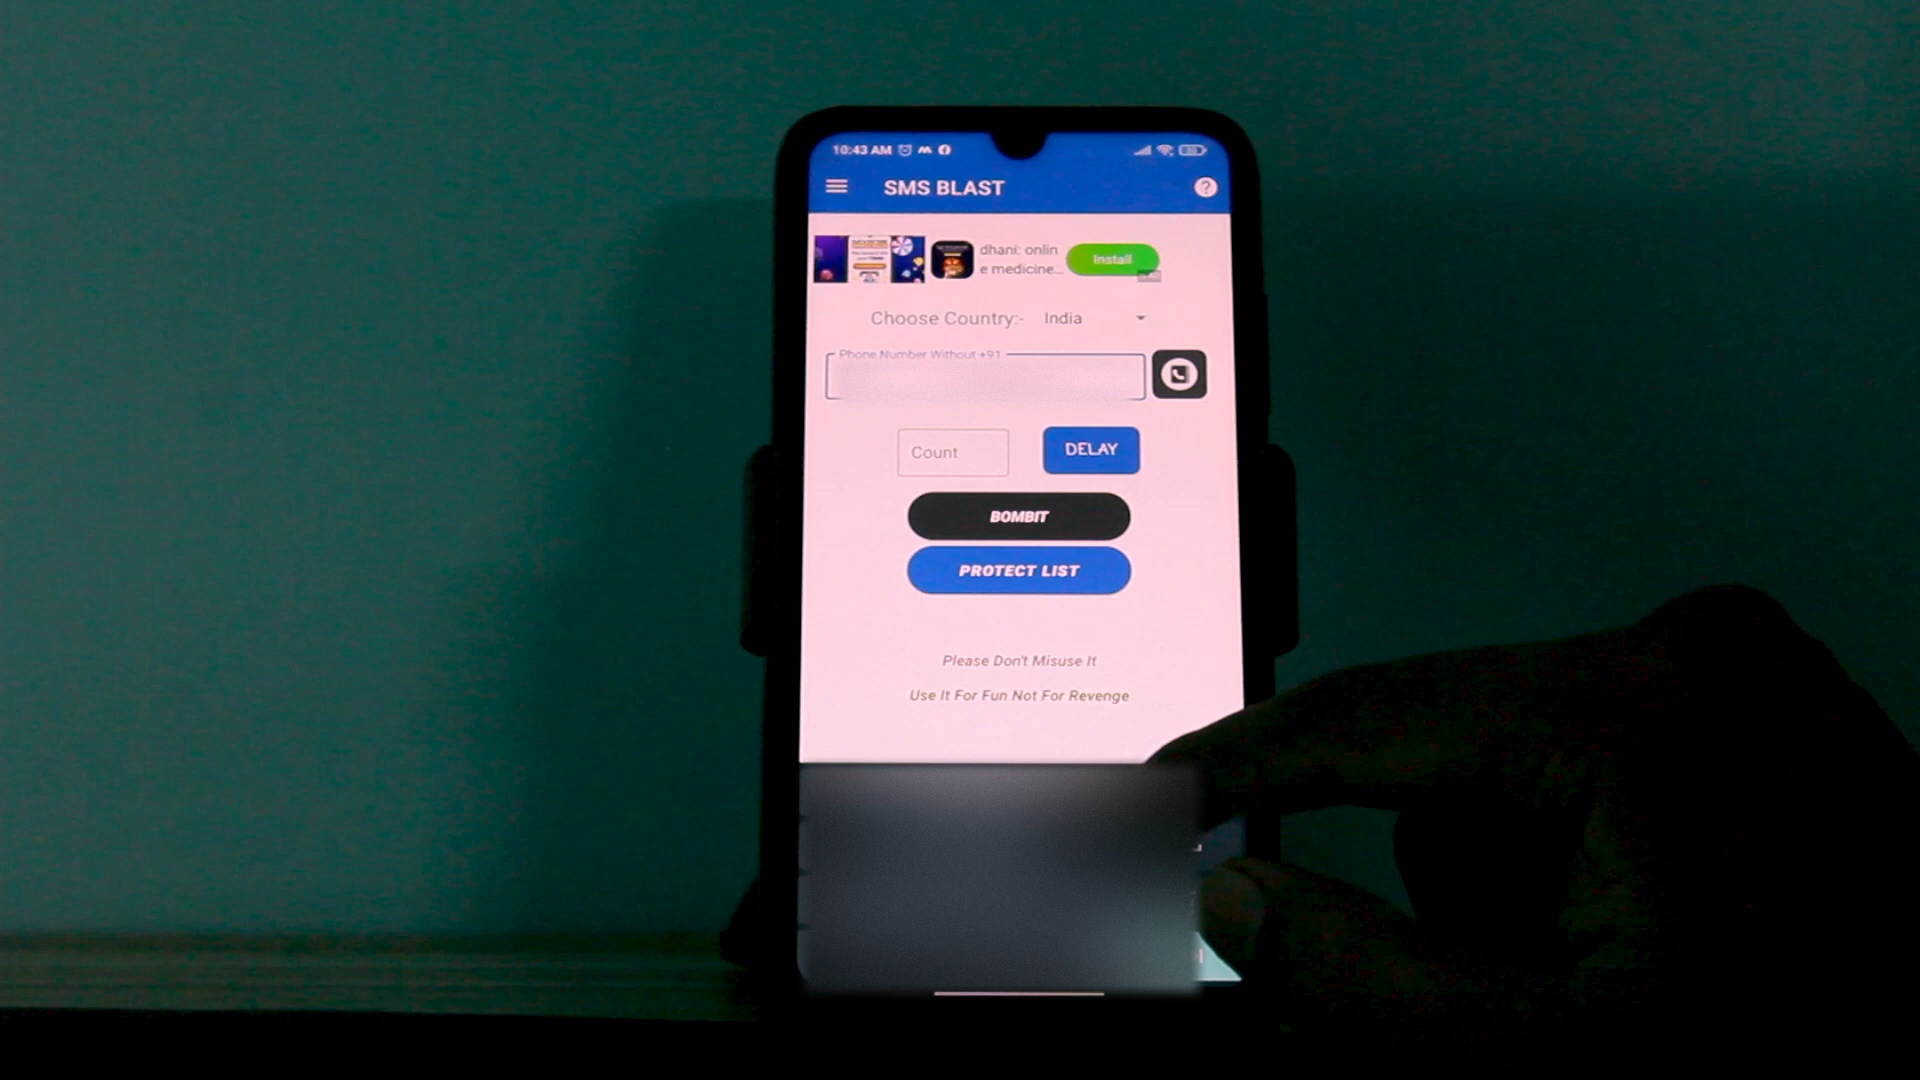 10:43 AM
SMS BLAST
dhani: onlin
e medicine...
Install
Choose Country:- India
Phone Number Without +91
Count
DELAY
BOMBIT
PROTECT LIST
Please Don't Misuse It
Use It For Fun Not For Revenge